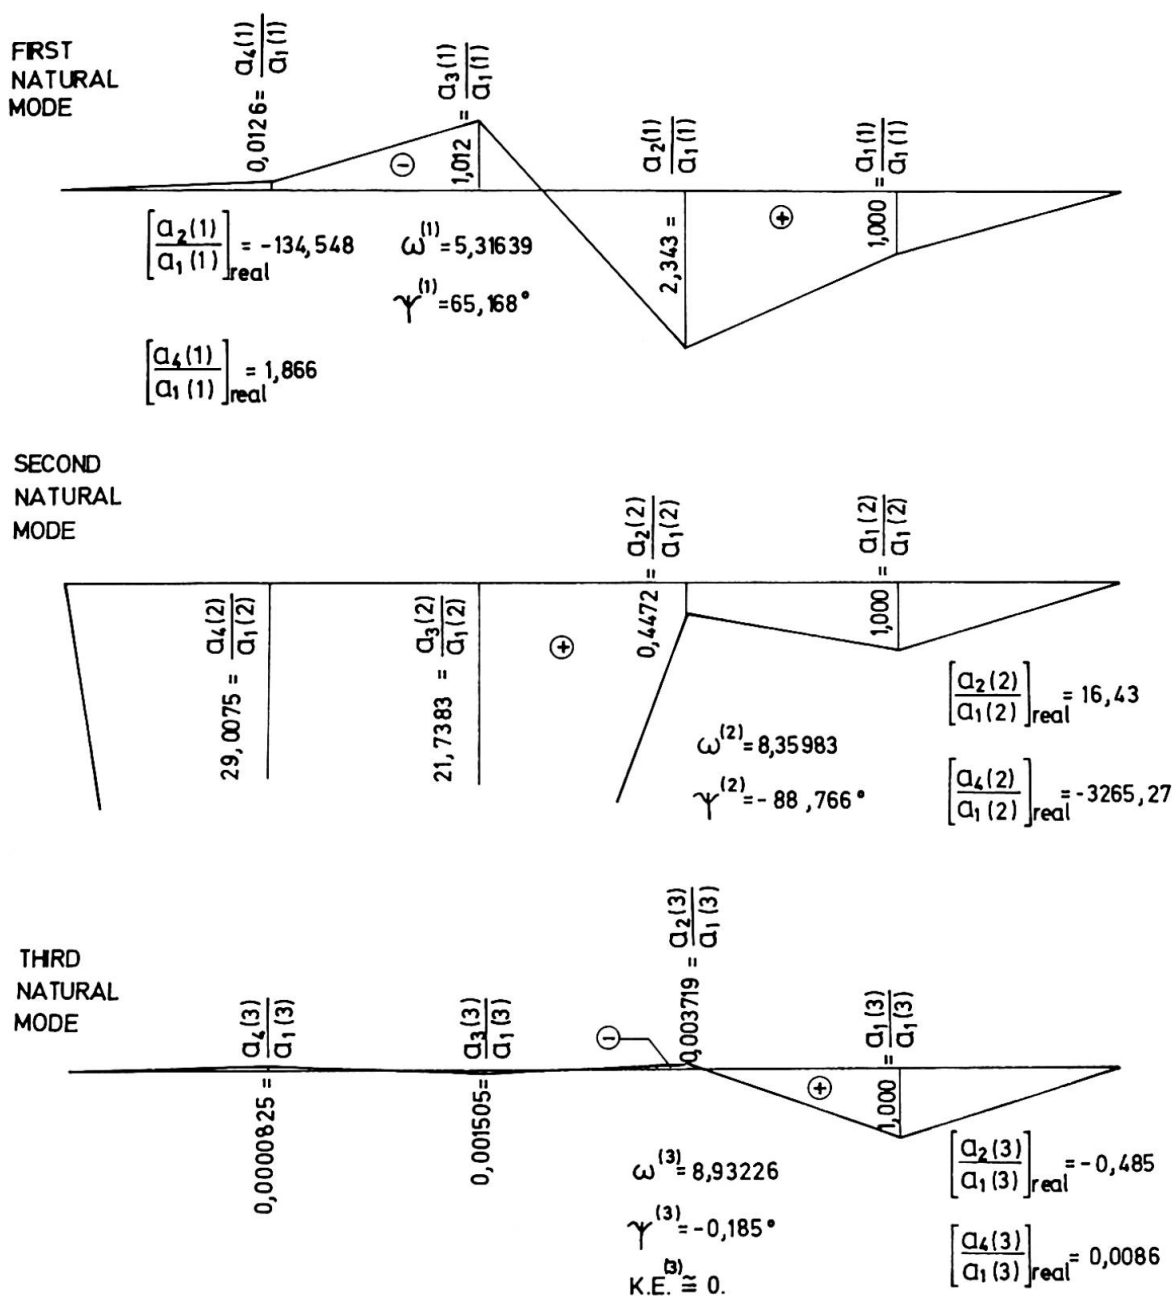 FIRST
NATURAL
MODE
0,0126 = a₄(1)/a₁(1)
1,012 = a₃(1)/a₁(1)
2,343 = a₂(1)/a₁(1)
1,000 = a₁(1)/a₁(1)
⊖
⊕
[a₂(1)/a₁(1)]real = -134,548
ω⁽¹⁾=5,31639
ψ⁽¹⁾=65,168°
[a₄(1)/a₁(1)]real = 1,866
SECOND
NATURAL
MODE
29,0075 = a₄(2)/a₁(2)
21,7383 = a₃(2)/a₁(2)
0,4472 = a₂(2)/a₁(2)
1,000 = a₁(2)/a₁(2)
⊕
[a₂(2)/a₁(2)]real = 16,43
ω⁽²⁾=8,35983
ψ⁽²⁾=-88,766°
[a₄(2)/a₁(2)]real = -3265,27
THIRD
NATURAL
MODE
0,0000825 = a₄(3)/a₁(3)
0,001505 = a₃(3)/a₁(3)
0,003719 = a₂(3)/a₁(3)
1,000 = a₁(3)/a₁(3)
⊖
⊕
ω⁽³⁾=8,93226
[a₂(3)/a₁(3)]real = -0,485
ψ⁽³⁾=-0,185°
[a₄(3)/a₁(3)]real = 0,0086
K.E.⁽³⁾ ≅ 0.